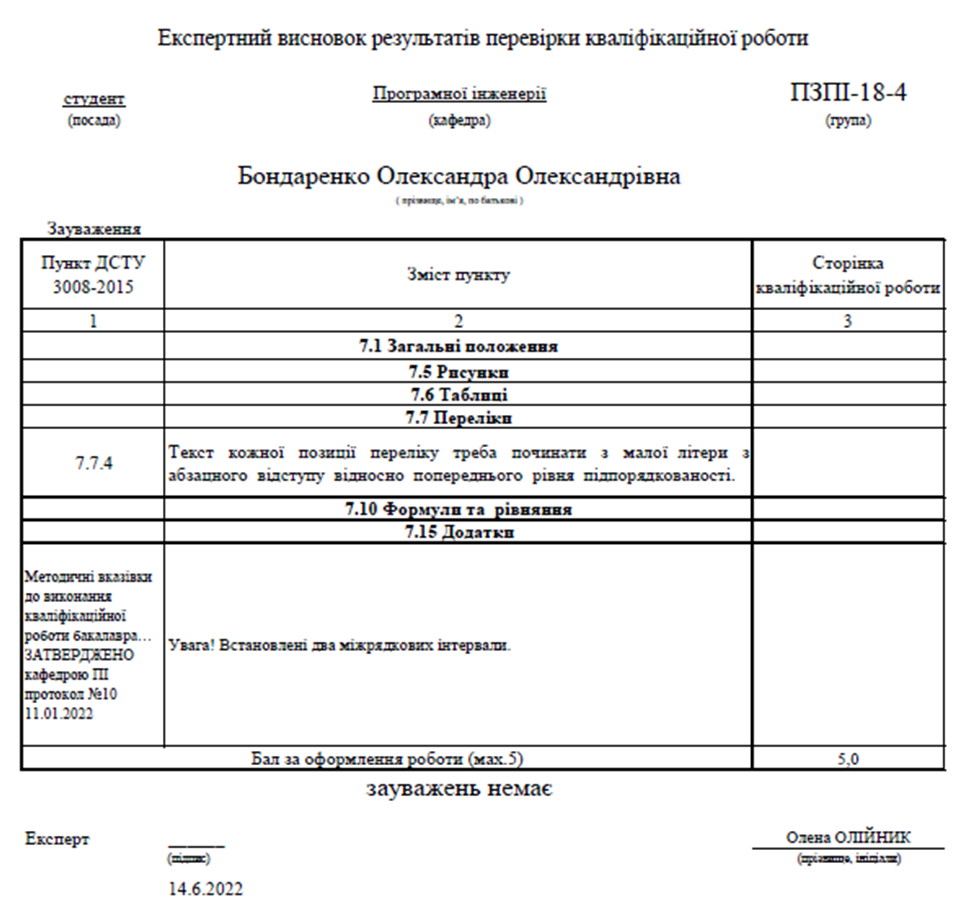 Експертний висновок результатів перевірки кваліфікаційної роботи
студент Програмної інженерії ПЗПІ-18-4
(посада) (кафедра) (група)
Бондаренко Олександра Олександрівна
( прізвище, ім'я, по батькові )
Зауваження
Пункт ДСТУ
3008-2015
Зміст пункту
Сторінка
кваліфікаційної роботи
1 2 3
7.1 Загальні положення
7.5 Рисунки
7.6 Таблиці
7.7 Переліки
7.7.4
Текст кожної позиції переліку треба починати з малої літери з
абзацного відступу відносно попереднього рівня підпорядкованості.
7.10 Формули та рівняння
7.15 Додатки
Методичні вказівки
до виконання
кваліфікаційної
роботи бакалавра…
ЗАТВЕРДЖЕНО
кафедрою ПІ
протокол №10
11.01.2022
Увага! Встановлені два міжрядкових інтервали.
Бал за оформлення роботи (мах.5) 5,0
зауважень немає
Експерт ______ Олена ОЛІЙНИК
(підпис) (прізвище, ініціали)
14.6.2022